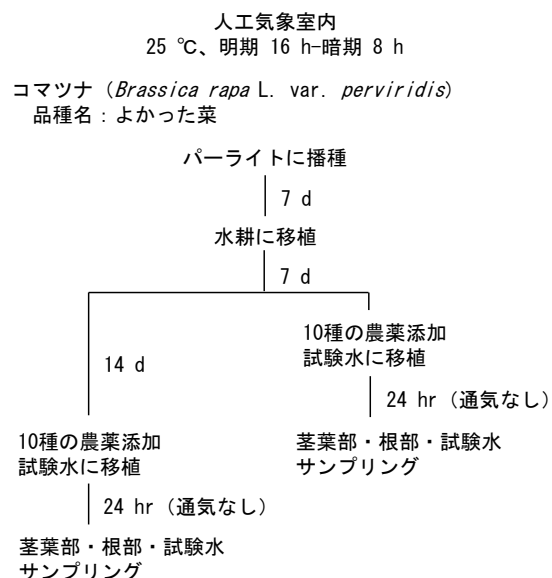 人工気象室内
25 ℃、明期 16 h-暗期 8 h
コマツナ（Brassica rapa L. var. perviridis）
品種名：よかった菜
パーライトに播種
7 d
水耕に移植
7 d
10種の農薬添加
試験水に移植
24 hr（通気なし）
茎葉部・根部・試験水
サンプリング
14 d
10種の農薬添加
試験水に移植
24 hr（通気なし）
茎葉部・根部・試験水
サンプリング